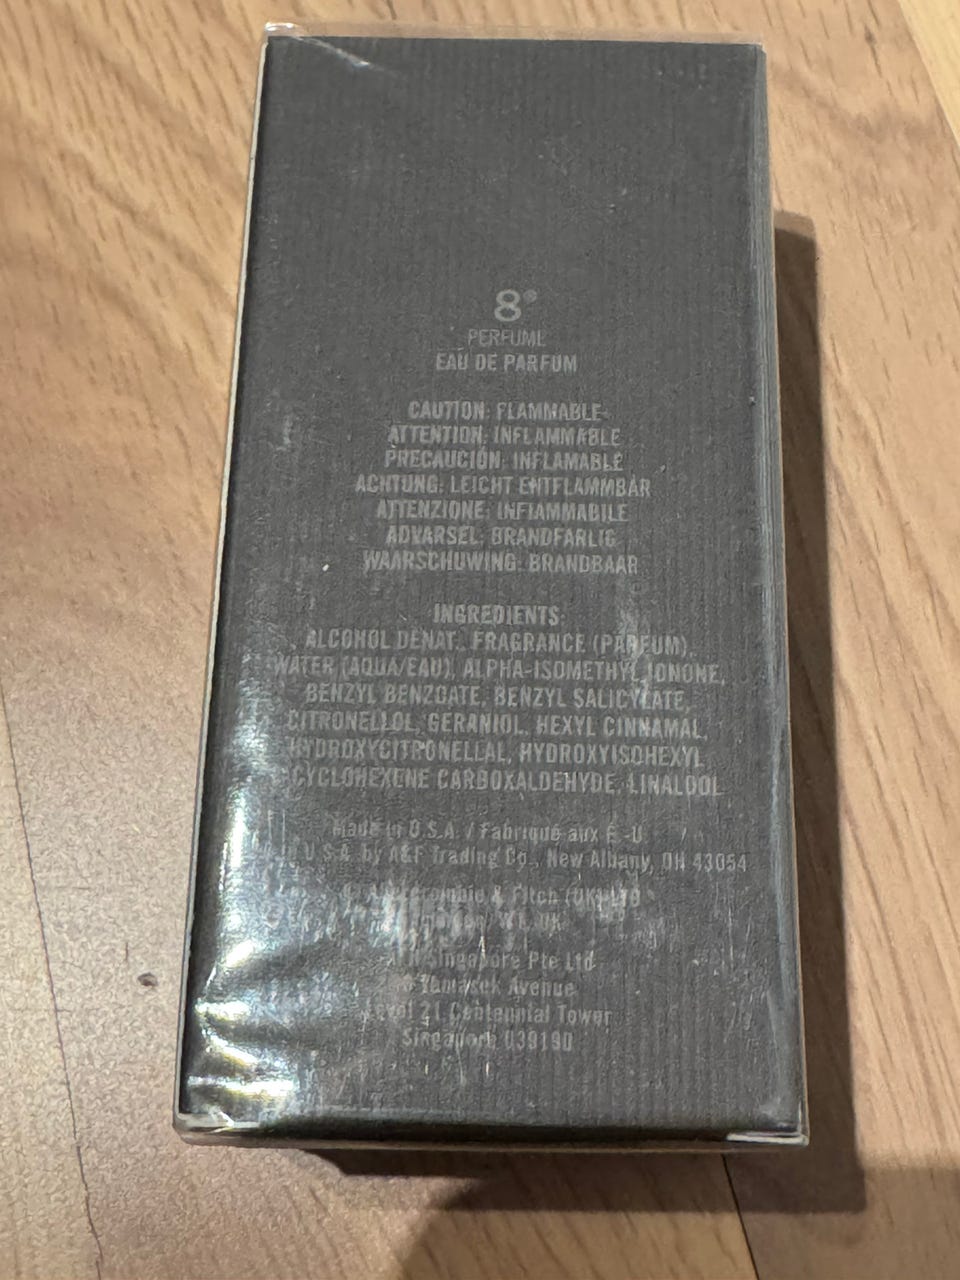 8®
PERFUME
EAU DE PARFUM
CAUTION: FLAMMABLE
ATTENTION: INFLAMMABLE
PRECAUCIÓN: INFLAMABLE
ACHTUNG: LEICHT ENTFLAMMBAR
ATTENZIONE: INFIAMMABILE
ADVARSEL: BRANDFARLIG
WAARSCHUWING: BRANDBAAR
INGREDIENTS:
ALCOHOL DENAT., FRAGRANCE (PARFUM),
WATER (AQUA/EAU), ALPHA-ISOMETHYL IONONE,
BENZYL BENZOATE, BENZYL SALICYLATE,
CITRONELLOL, GERANIOL, HEXYL CINNAMAL,
HYDROXYCITRONELLAL, HYDROXYISOHEXYL
CYCLOHEXENE CARBOXALDEHYDE, LINALOOL
Made in U.S.A. / Fabriqué aux É.-U.
U.S.A. by A&F Trading Co., New Albany, OH 43054
Abercrombie & Fitch (UK) LTD
UK
Singapore Pte Ltd
Temasek Avenue
Level 21 Centennial Tower
Singapore 039190